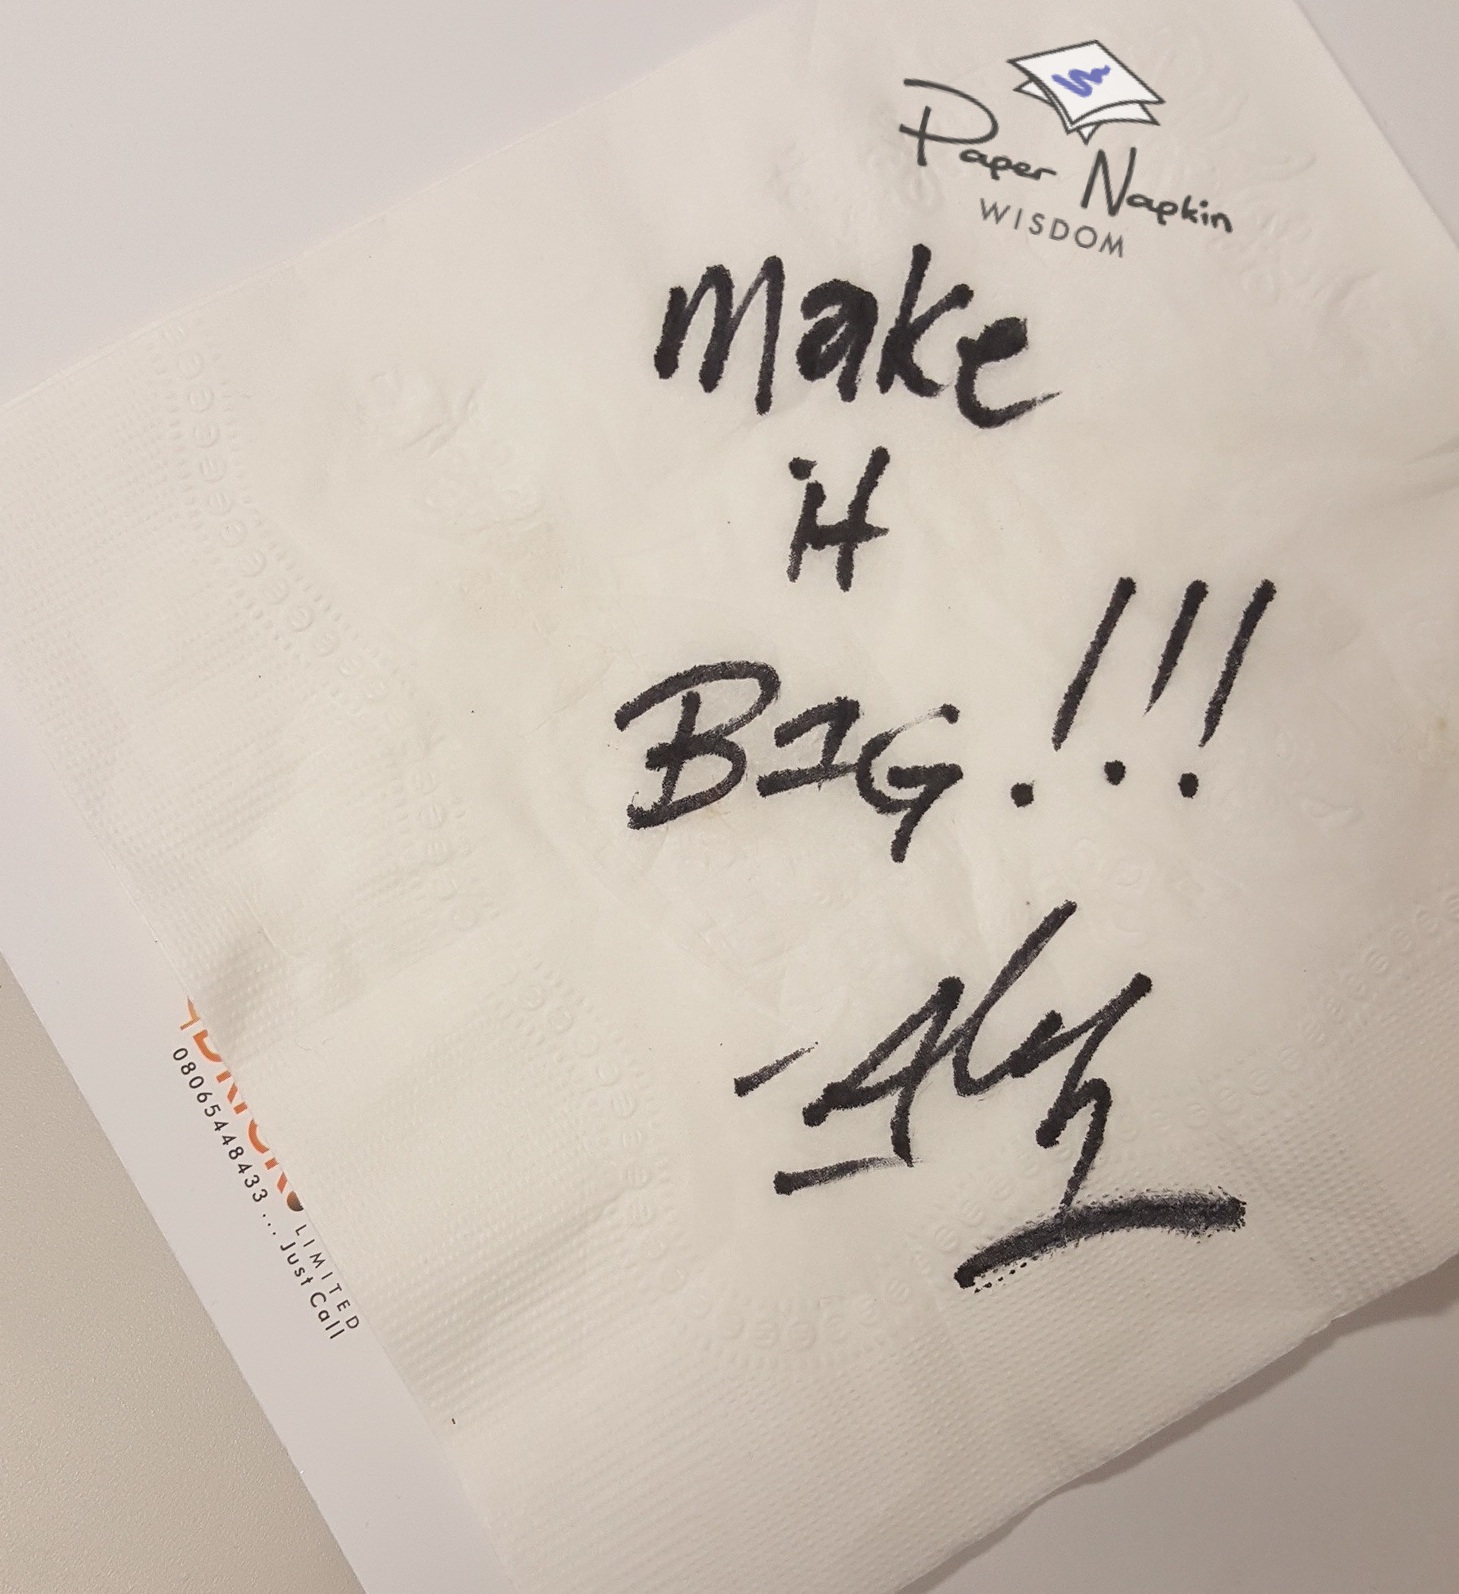 Paper Napkin
WISDOM
Make
it
BIG!!!
08065448433 ... Just Call
LIMITED